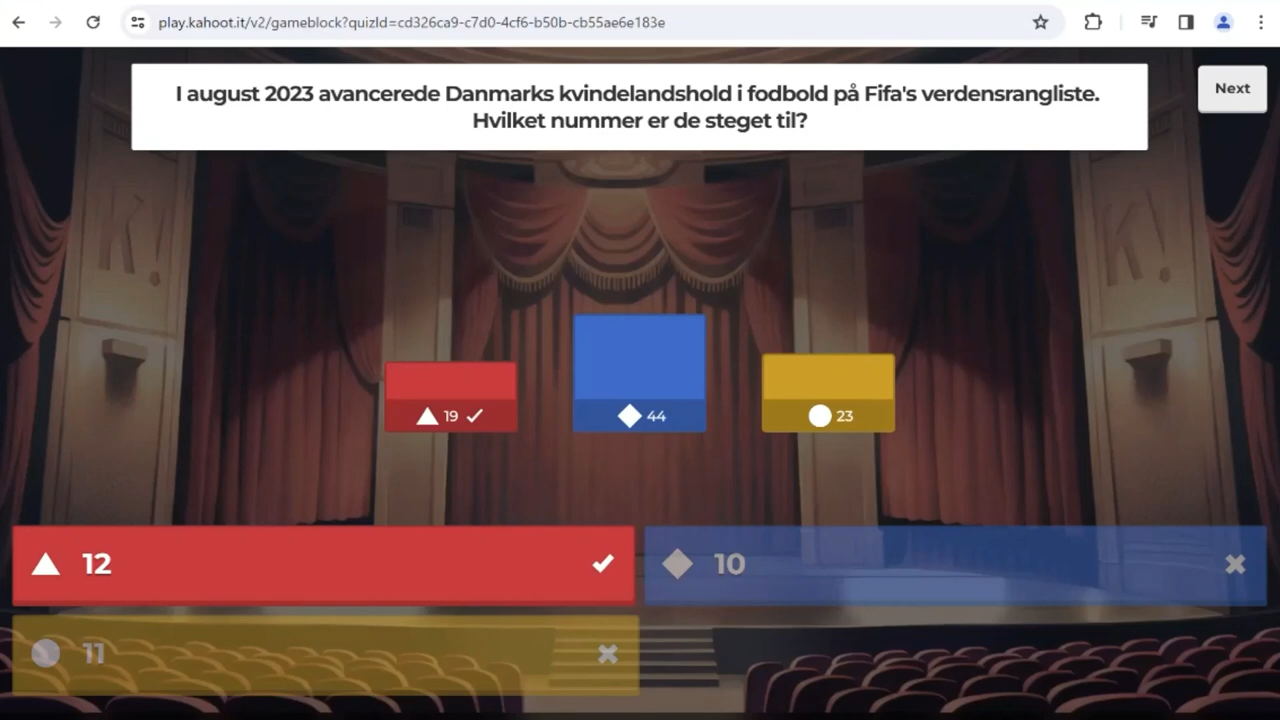 play.kahoot.it/v2/gameblock?quizId=cd326ca9-c7d0-4cf6-b50b-cb55ae6e183e
I august 2023 avancerede Danmarks kvindelandshold i fodbold på Fifa's verdensrangliste.
Hvilket nummer er de steget til?
Next
K!
K!
19
44
23
12
10
11